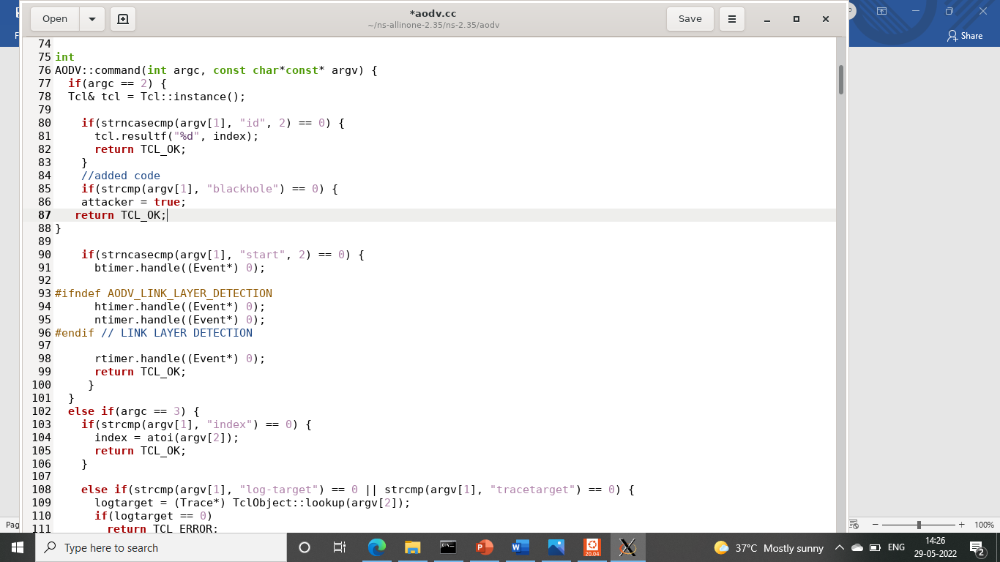 Open
*aodv.cc
~/ns-allinone-2.35/ns-2.35/aodv
Save
Share
74
75 int
76 AODV::command(int argc, const char*const* argv) {
77   if(argc == 2) {
78   Tcl& tcl = Tcl::instance();
79
80     if(strncasecmp(argv[1], "id", 2) == 0) {
81       tcl.resultf("%d", index);
82       return TCL_OK;
83     }
84     //added code
85     if(strcmp(argv[1], "blackhole") == 0) {
86     attacker = true;
87    return TCL_OK;
88 }
89
90     if(strncasecmp(argv[1], "start", 2) == 0) {
91       btimer.handle((Event*) 0);
92
93 #ifndef AODV_LINK_LAYER_DETECTION
94       htimer.handle((Event*) 0);
95       ntimer.handle((Event*) 0);
96 #endif // LINK LAYER DETECTION
97
98       rtimer.handle((Event*) 0);
99       return TCL_OK;
100      }
101   }
102   else if(argc == 3) {
103     if(strcmp(argv[1], "index") == 0) {
104       index = atoi(argv[2]);
105       return TCL_OK;
106     }
107
108     else if(strcmp(argv[1], "log-target") == 0 || strcmp(argv[1], "tracetarget") == 0) {
109       logtarget = (Trace*) TclObject::lookup(argv[2]);
110       if(logtarget == 0)
111         return TCL_ERROR;
Pag
100%
Type here to search
20.04
37°C Mostly sunny
ENG
14:26
29-05-2022
2